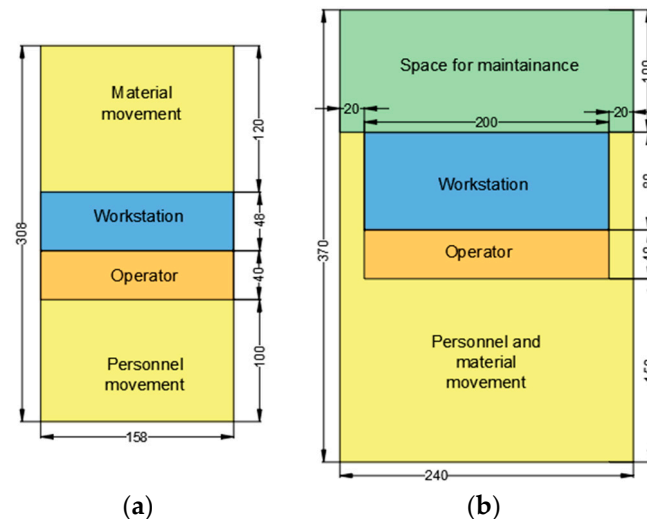 Material
movement
120
Workstation
48
308
Operator
40
Personnel
movement
100
158
(a)
Space for maintainance
20
20
200
Workstation
370
Operator
Personnel and
material
movement
240
(b)